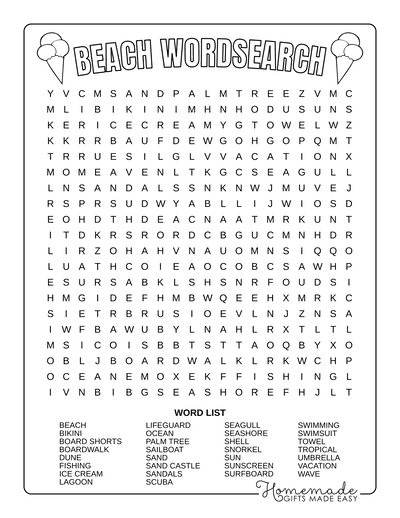 BEACH WORDSEARCH
Y V C M S A N D P A L M T R E E Z V M C
M L I B I K I N I M H N H O D U S U N S
K E R I C E C R E A M Y G T O W E L W Z
K K R R B A U F D E W G O H G O P Q M T
T R R U E S I L G L V V A C A T I O N X
M O M E A V E N L T K G C S E A G U L L
L N S A N D A L S S N K N W J M U V E J
R S P R S U D W Y A B L L I J W I O S D
E O H D T H D E A C N A A T M R K U N T
I T D K R S R O R D C B G U C M N H D R
L I R Z O H A H V N A U O M N S I Q Q O
L U A T H C O I E A O C O B C S A W H P
E S U R S A B K L S H S N R F O U D S I
H M G I D E F H M B W Q E E H X M R K C
S I E T R B R U S I O E V L N J Z N S A
I W F B A W U B Y L N A H L R X T L T L
M S I C O I S B B T S T T A O Q B Y X O
O B L J B O A R D W A L K L R K W C H P
O C E A N E M O X E K F F I S H I N G L
I V N B I B G S E A S H O R E F H J L T
WORD LIST
BEACH LIFEGUARD SEAGULL SWIMMING
BIKINI OCEAN SEASHORE SWIMSUIT
BOARD SHORTS PALM TREE SHELL TOWEL
BOARDWALK SAILBOAT SNORKEL TROPICAL
DUNE SAND SUN UMBRELLA
FISHING SAND CASTLE SUNSCREEN VACATION
ICE CREAM SANDALS SURFBOARD WAVE
LAGOON SCUBA
Homemade
GIFTS MADE EASY